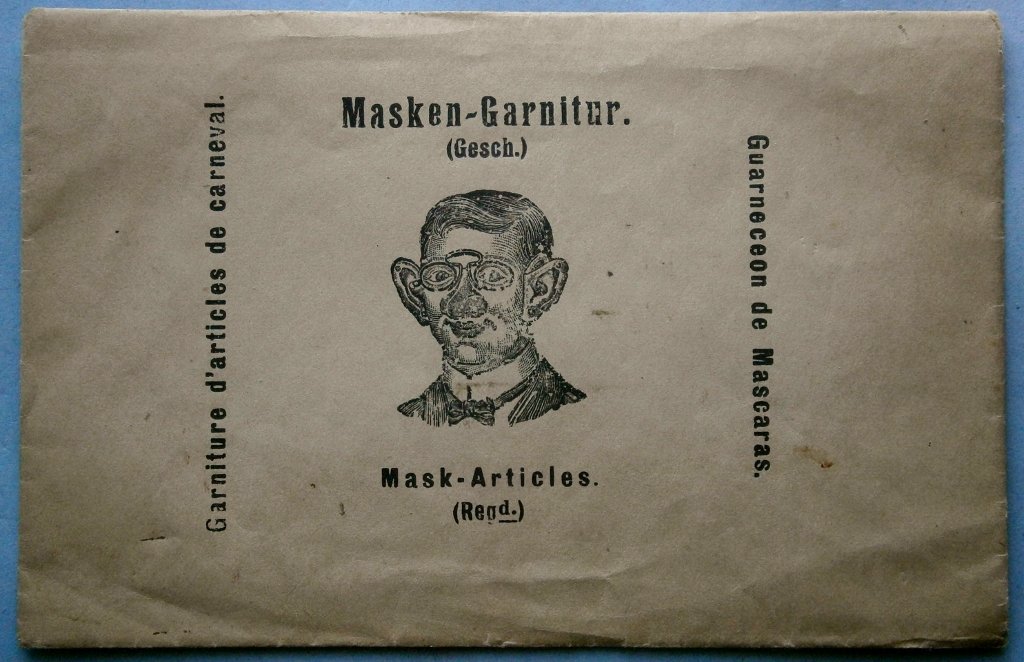 Masken-Garnitur.
(Gesch.)
Garniture d'articles de carneval.
Guarneceon de Mascaras.
Mask-Articles.
(Regd.)